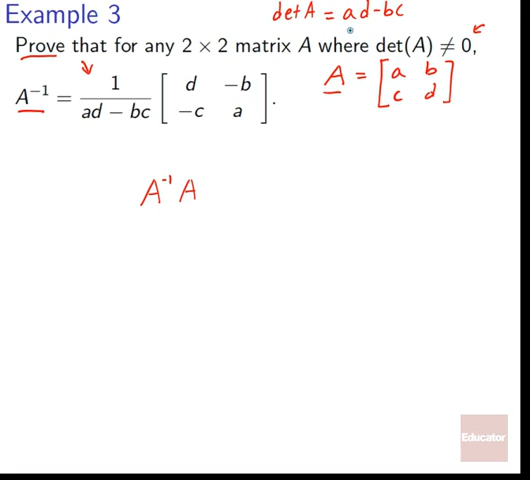 Example 3
det A = ad-bc
Prove that for any 2 × 2 matrix A where det(A) ≠ 0,
A⁻¹ = 1/(ad − bc) [ d −b ; −c a ].
A = [ a b ; c d ]
A⁻¹ A
Educator